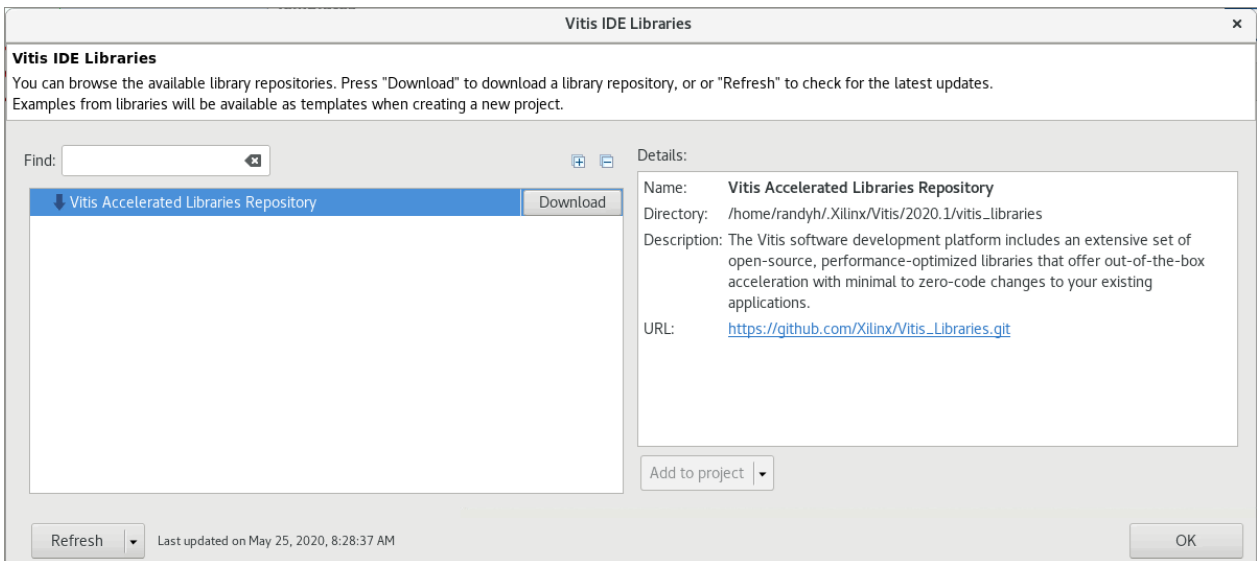 Vitis IDE Libraries
Vitis IDE Libraries
You can browse the available library repositories. Press "Download" to download a library repository, or or "Refresh" to check for the latest updates.
Examples from libraries will be available as templates when creating a new project.
Find:
Vitis Accelerated Libraries Repository Download
Details:
Name: Vitis Accelerated Libraries Repository
Directory: /home/randyh/.Xilinx/Vitis/2020.1/vitis_libraries
Description: The Vitis software development platform includes an extensive set of
open-source, performance-optimized libraries that offer out-of-the-box
acceleration with minimal to zero-code changes to your existing
applications.
URL: https://github.com/Xilinx/Vitis_Libraries.git
Add to project
Refresh Last updated on May 25, 2020, 8:28:37 AM
OK